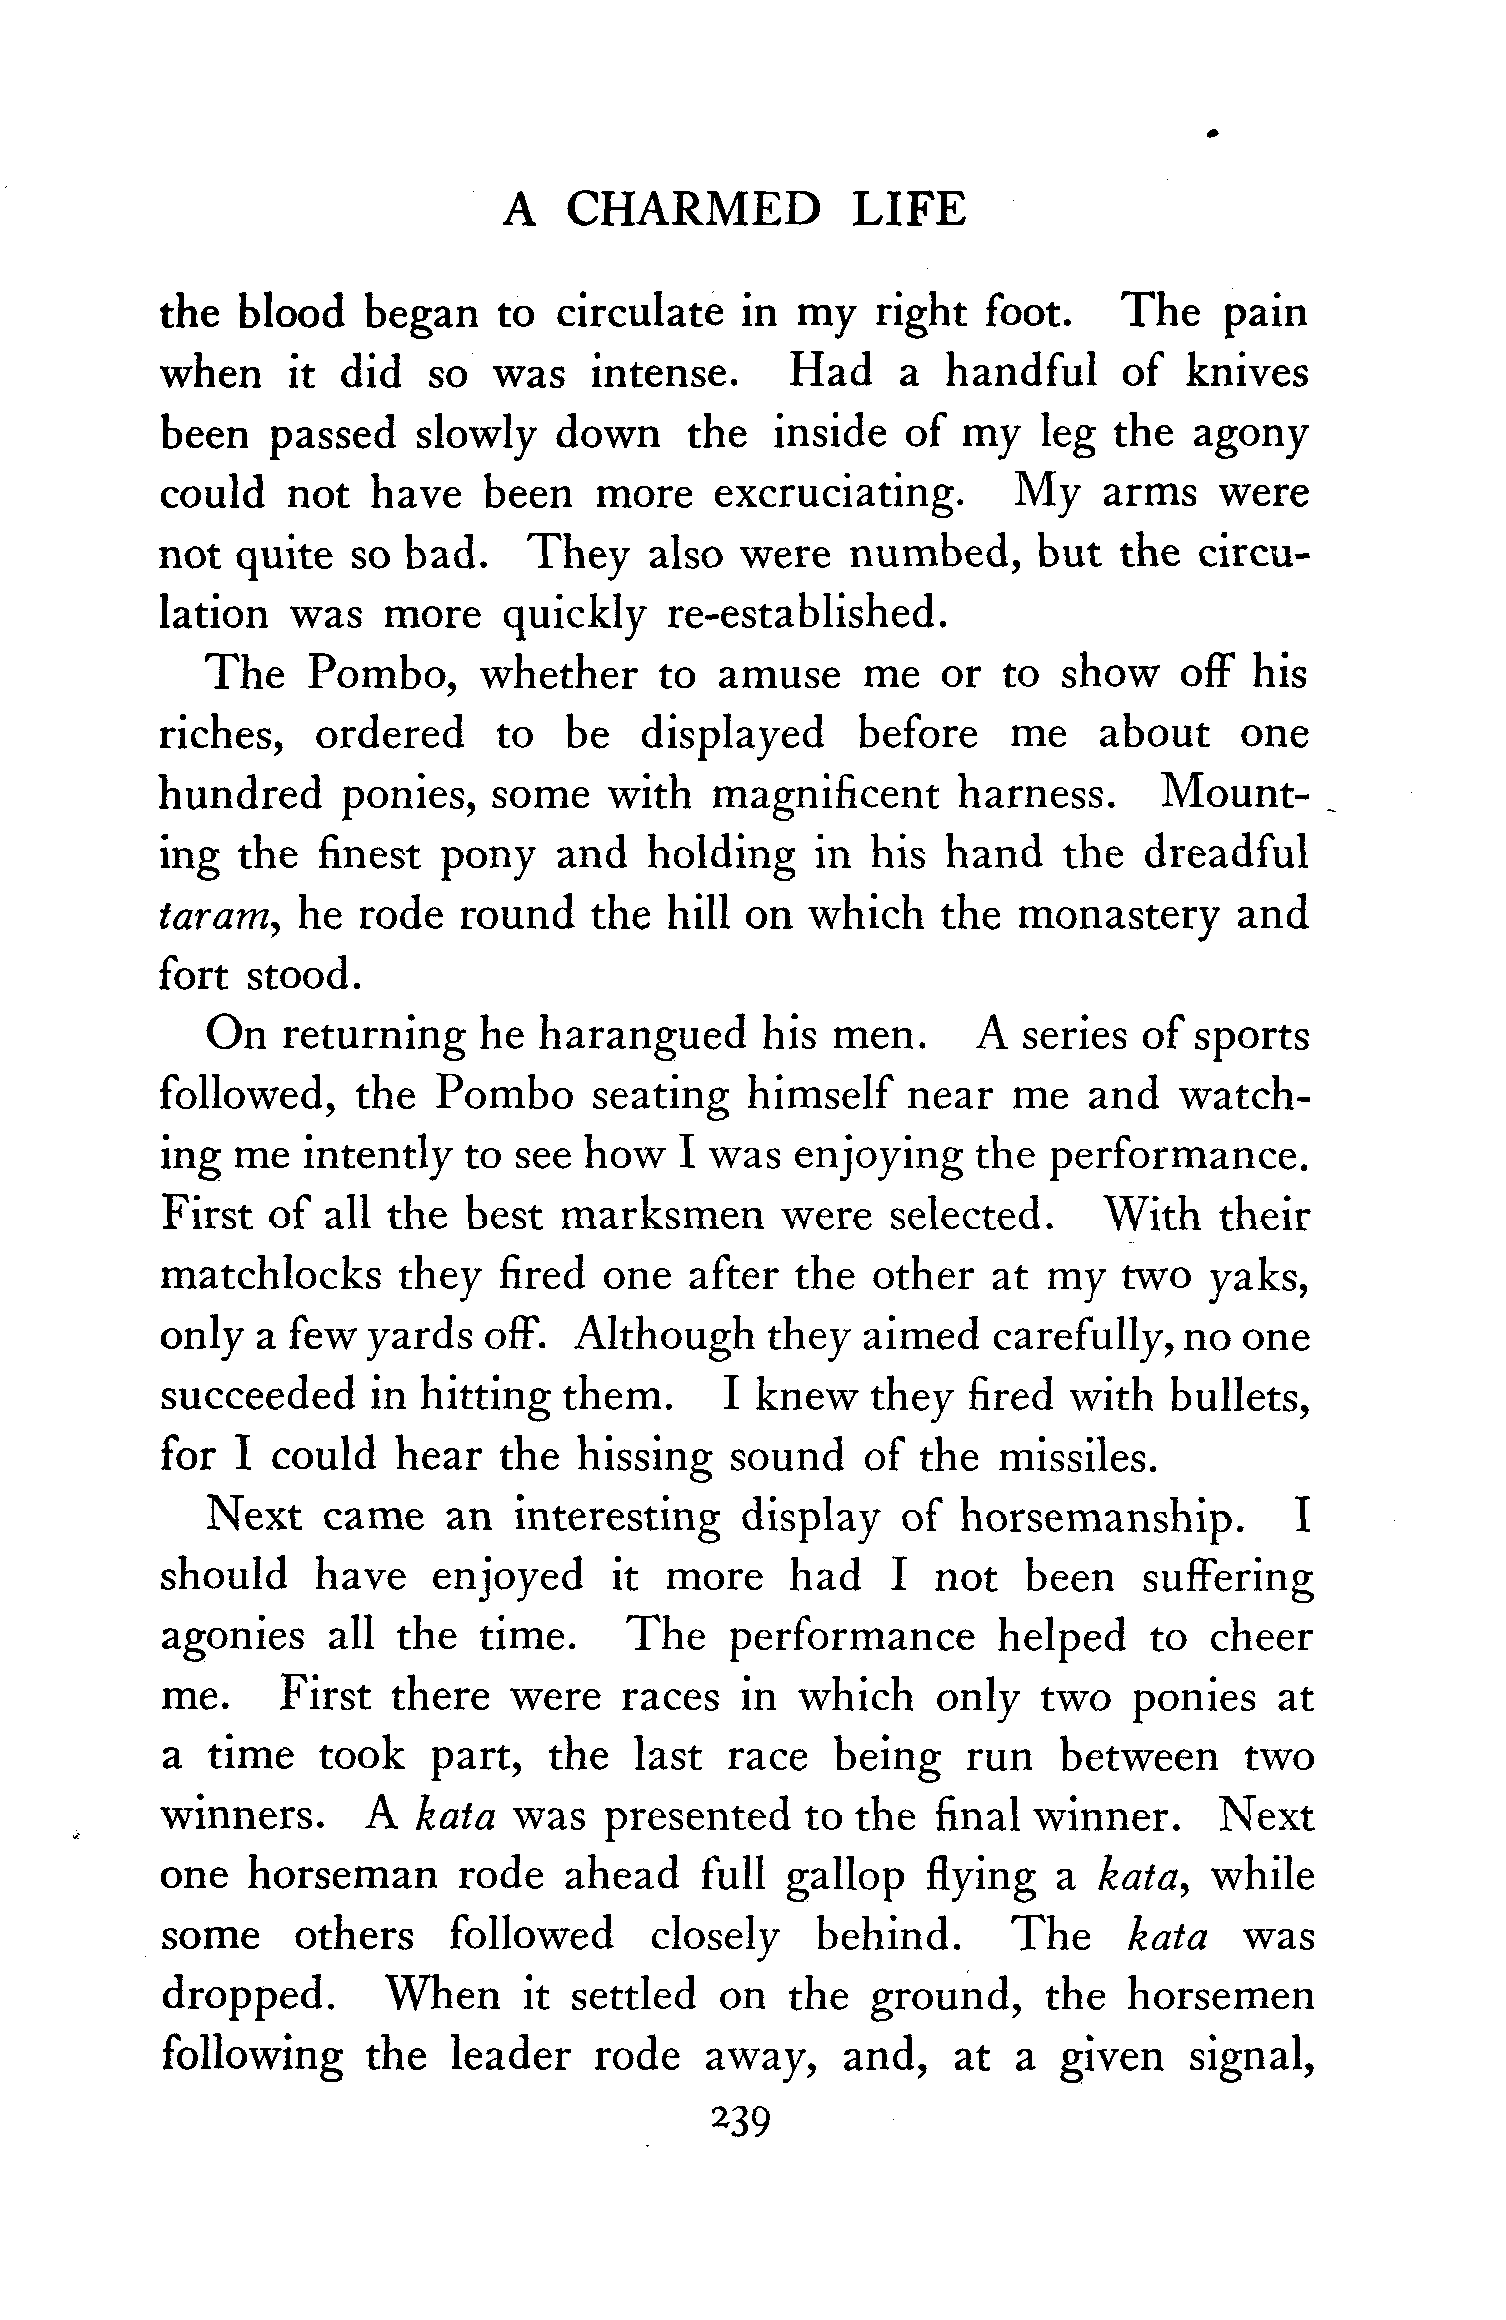 A CHARMED LIFE
the blood began to circulate in my right foot. The pain
when it did so was intense. Had a handful of knives
been passed slowly down the inside of my leg the agony
could not have been more excruciating. My arms were
not quite so bad. They also were numbed, but the circu-
lation was more quickly re-established.
The Pombo, whether to amuse me or to show off his
riches, ordered to be displayed before me about one
hundred ponies, some with magnificent harness. Mount-
ing the finest pony and holding in his hand the dreadful
taram, he rode round the hill on which the monastery and
fort stood.
On returning he harangued his men. A series of sports
followed, the Pombo seating himself near me and watch-
ing me intently to see how I was enjoying the performance.
First of all the best marksmen were selected. With their
matchlocks they fired one after the other at my two yaks,
only a few yards off. Although they aimed carefully, no one
succeeded in hitting them. I knew they fired with bullets,
for I could hear the hissing sound of the missiles.
Next came an interesting display of horsemanship. I
should have enjoyed it more had I not been suffering
agonies all the time. The performance helped to cheer
me. First there were races in which only two ponies at
a time took part, the last race being run between two
winners. A kata was presented to the final winner. Next
one horseman rode ahead full gallop flying a kata, while
some others followed closely behind. The kata was
dropped. When it settled on the ground, the horsemen
following the leader rode away, and, at a given signal,
239